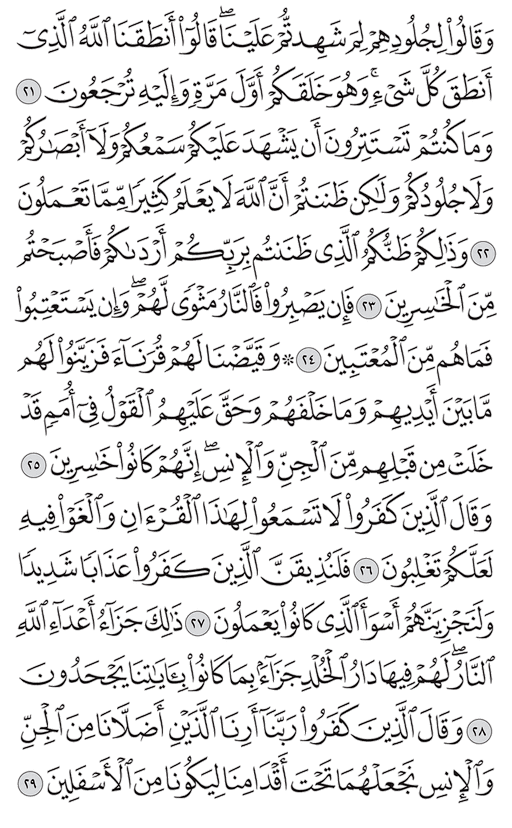 وَقَالُوا۟ لِجُلُودِهِمْ لِمَ شَهِدتُّمْ عَلَيْنَا ۖ قَالُوٓا۟ أَنطَقَنَا ٱللَّهُ ٱلَّذِىٓ
أَنطَقَ كُلَّ شَىْءٍ ۚ وَهُوَ خَلَقَكُمْ أَوَّلَ مَرَّةٍ وَإِلَيْهِ تُرْجَعُونَ ٢١
وَمَا كُنتُمْ تَسْتَتِرُونَ أَن يَشْهَدَ عَلَيْكُمْ سَمْعُكُمْ وَلَآ أَبْصَٰرُكُمْ
وَلَا جُلُودُكُمْ وَلَٰكِن ظَنَنتُمْ أَنَّ ٱللَّهَ لَا يَعْلَمُ كَثِيرًا مِّمَّا تَعْمَلُونَ
٢٢ وَذَٰلِكُمْ ظَنُّكُمُ ٱلَّذِى ظَنَنتُم بِرَبِّكُمْ أَرْدَىٰكُمْ فَأَصْبَحْتُم
مِّنَ ٱلْخَٰسِرِينَ ٢٣ فَإِن يَصْبِرُوا۟ فَٱلنَّارُ مَثْوًى لَّهُمْ ۖ وَإِن يَسْتَعْتِبُوا۟
فَمَا هُم مِّنَ ٱلْمُعْتَبِينَ ٢٤ ۞ وَقَيَّضْنَا لَهُمْ قُرَنَآءَ فَزَيَّنُوا۟ لَهُم
مَّا بَيْنَ أَيْدِيهِمْ وَمَا خَلْفَهُمْ وَحَقَّ عَلَيْهِمُ ٱلْقَوْلُ فِىٓ أُمَمٍ قَدْ
خَلَتْ مِن قَبْلِهِم مِّنَ ٱلْجِنِّ وَٱلْإِنسِ ۖ إِنَّهُمْ كَانُوا۟ خَٰسِرِينَ ٢٥
وَقَالَ ٱلَّذِينَ كَفَرُوا۟ لَا تَسْمَعُوا۟ لِهَٰذَا ٱلْقُرْءَانِ وَٱلْغَوْا۟ فِيهِ
لَعَلَّكُمْ تَغْلِبُونَ ٢٦ فَلَنُذِيقَنَّ ٱلَّذِينَ كَفَرُوا۟ عَذَابًا شَدِيدًا
وَلَنَجْزِيَنَّهُمْ أَسْوَأَ ٱلَّذِى كَانُوا۟ يَعْمَلُونَ ٢٧ ذَٰلِكَ جَزَآءُ أَعْدَآءِ ٱللَّهِ
ٱلنَّارُ ۖ لَهُمْ فِيهَا دَارُ ٱلْخُلْدِ جَزَآءًۢ بِمَا كَانُوا۟ بِـَٔايَٰتِنَا يَجْحَدُونَ
٢٨ وَقَالَ ٱلَّذِينَ كَفَرُوا۟ رَبَّنَآ أَرِنَا ٱلَّذَيْنِ أَضَلَّانَا مِنَ ٱلْجِنِّ
وَٱلْإِنسِ نَجْعَلْهُمَا تَحْتَ أَقْدَامِنَا لِيَكُونَا مِنَ ٱلْأَسْفَلِينَ ٢٩